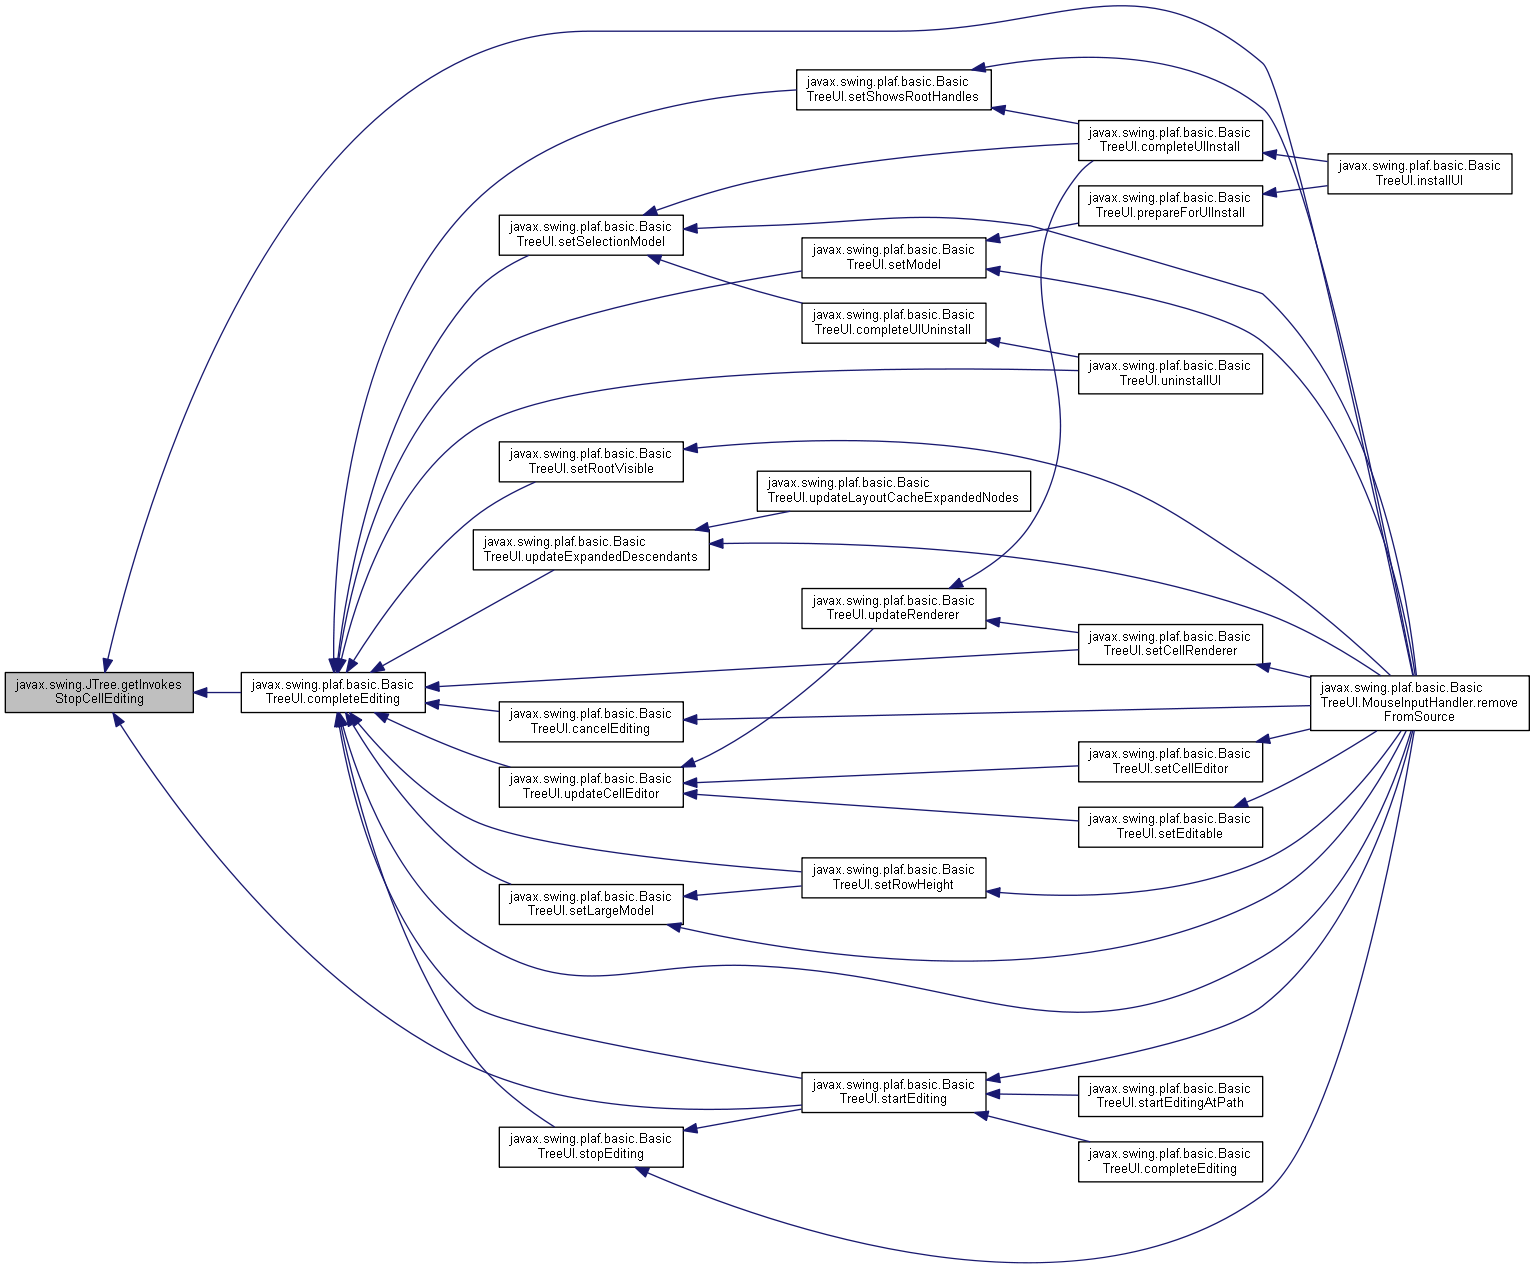 javax.swing.JTree.getInvokes
StopCellEditing
javax.swing.plaf.basic.Basic
TreeUI.completeEditing
javax.swing.plaf.basic.Basic
TreeUI.setShowsRootHandles
javax.swing.plaf.basic.Basic
TreeUI.completeUIInstall
javax.swing.plaf.basic.Basic
TreeUI.installUI
javax.swing.plaf.basic.Basic
TreeUI.prepareForUIInstall
javax.swing.plaf.basic.Basic
TreeUI.setSelectionModel
javax.swing.plaf.basic.Basic
TreeUI.setModel
javax.swing.plaf.basic.Basic
TreeUI.completeUIUninstall
javax.swing.plaf.basic.Basic
TreeUI.uninstallUI
javax.swing.plaf.basic.Basic
TreeUI.setRootVisible
javax.swing.plaf.basic.Basic
TreeUI.updateLayoutCacheExpandedNodes
javax.swing.plaf.basic.Basic
TreeUI.updateExpandedDescendants
javax.swing.plaf.basic.Basic
TreeUI.updateRenderer
javax.swing.plaf.basic.Basic
TreeUI.setCellRenderer
javax.swing.plaf.basic.Basic
TreeUI.MouseInputHandler.remove
FromSource
javax.swing.plaf.basic.Basic
TreeUI.cancelEditing
javax.swing.plaf.basic.Basic
TreeUI.setCellEditor
javax.swing.plaf.basic.Basic
TreeUI.updateCellEditor
javax.swing.plaf.basic.Basic
TreeUI.setEditable
javax.swing.plaf.basic.Basic
TreeUI.setRowHeight
javax.swing.plaf.basic.Basic
TreeUI.setLargeModel
javax.swing.plaf.basic.Basic
TreeUI.startEditing
javax.swing.plaf.basic.Basic
TreeUI.startEditingAtPath
javax.swing.plaf.basic.Basic
TreeUI.stopEditing
javax.swing.plaf.basic.Basic
TreeUI.completeEditing